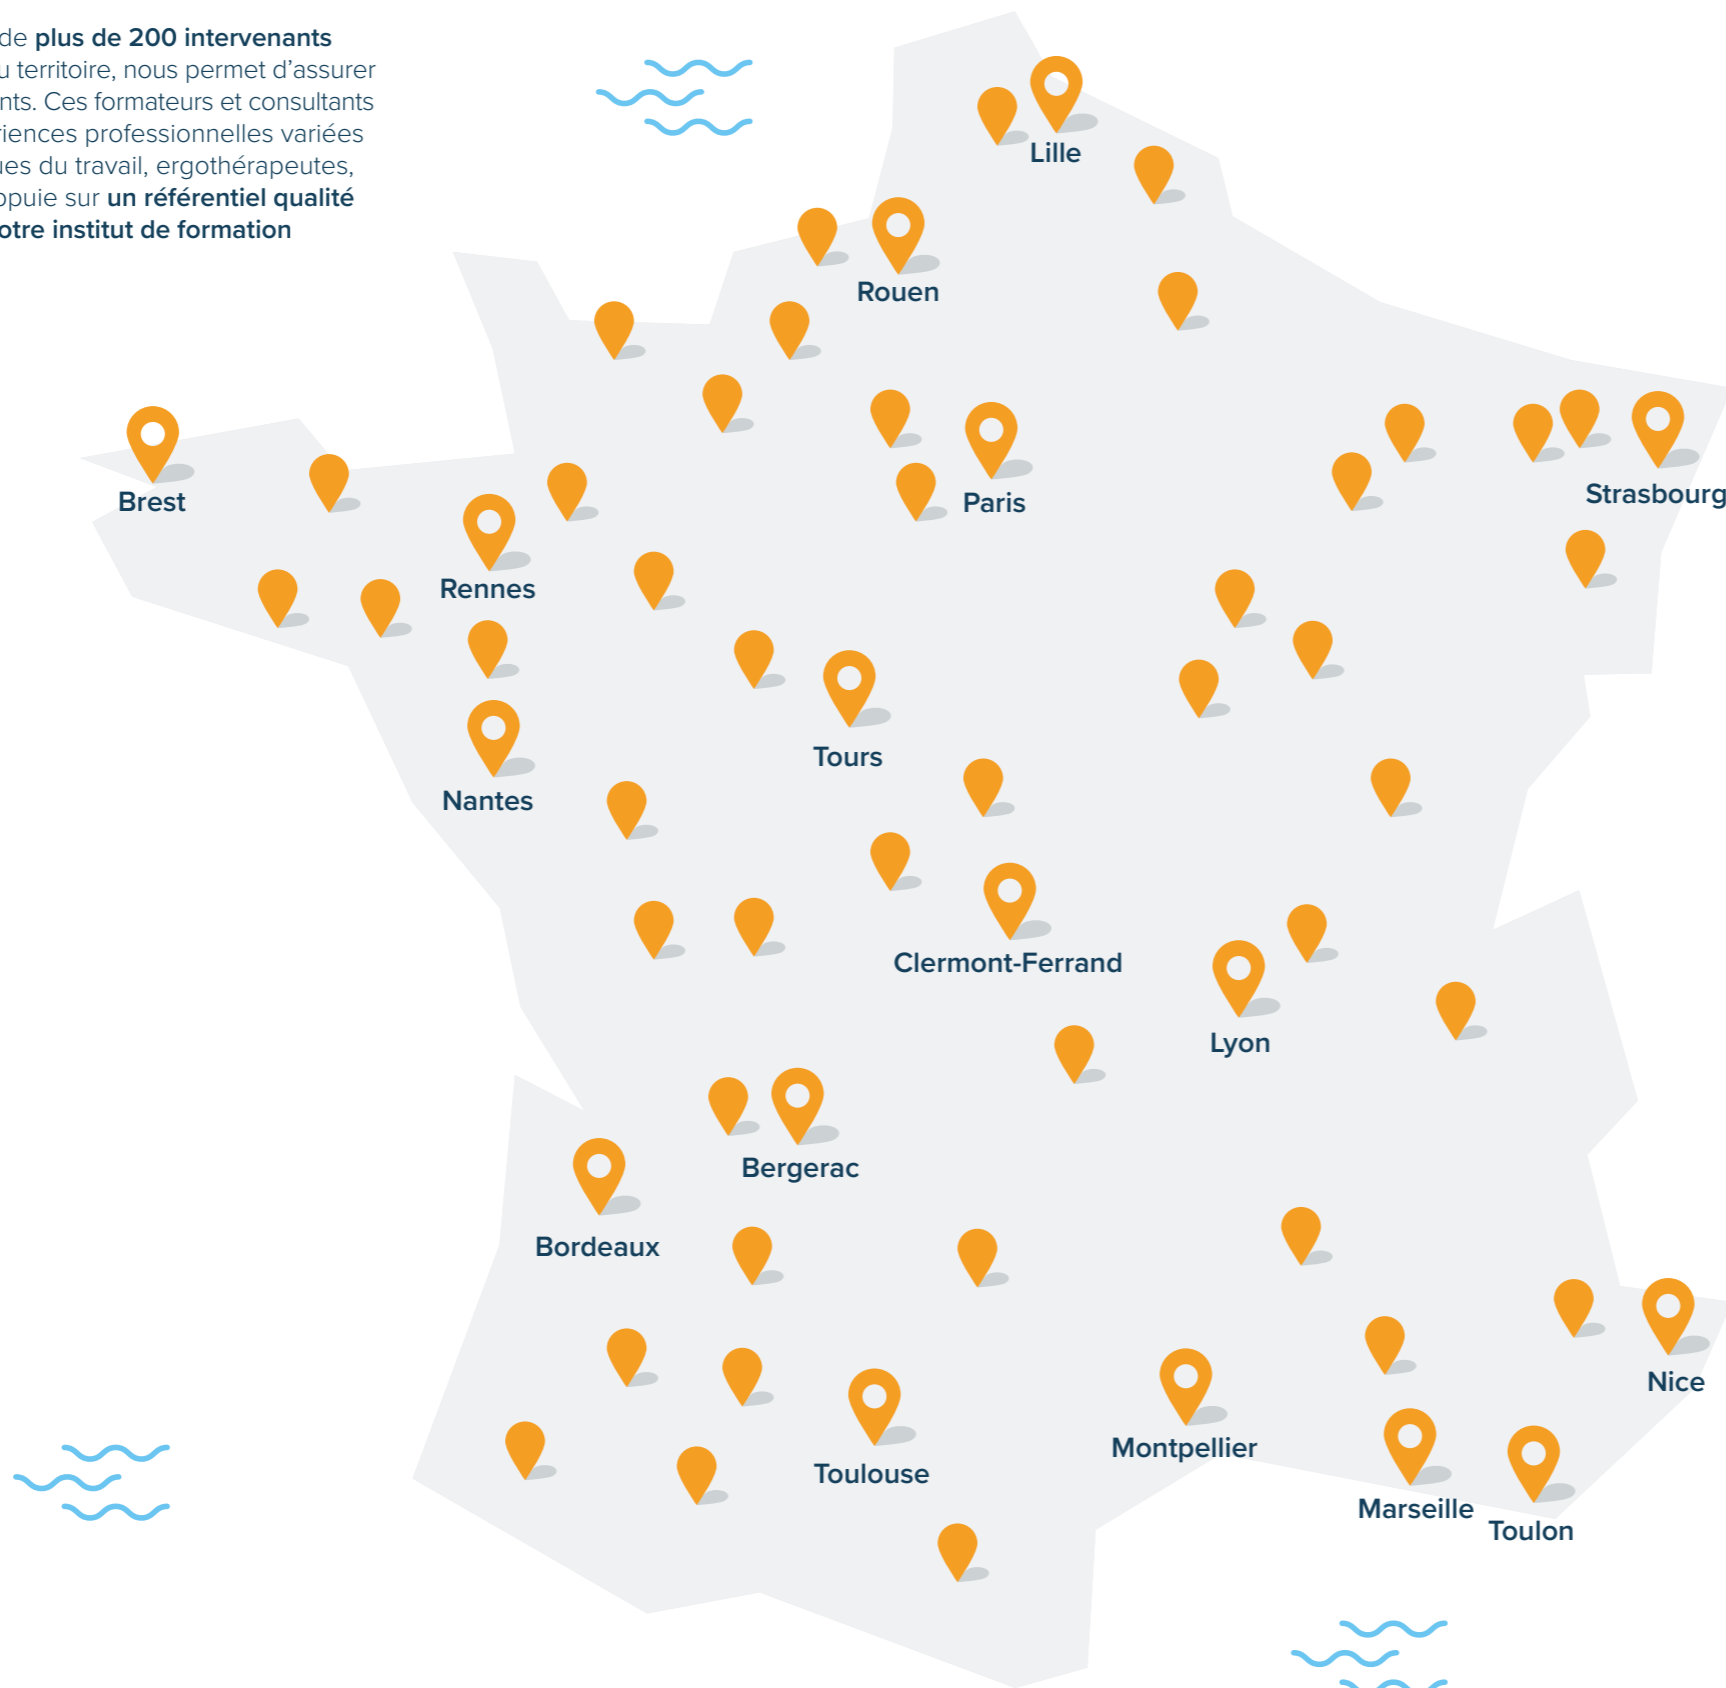 de plus de 200 intervenants
u territoire, nous permet d'assurer
nts. Ces formateurs et consultants
riences professionnelles variées
ues du travail, ergothérapeutes,
ppuie sur un référentiel qualité
otre institut de formation
Lille
Rouen
Brest
Paris
Strasbourg
Rennes
Tours
Nantes
Clermont-Ferrand
Lyon
Bergerac
Bordeaux
Nice
Montpellier
Toulouse
Marseille
Toulon